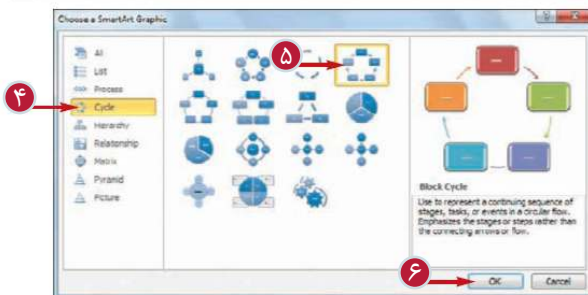 Choose a SmartArt Graphic
All
List
Process
۴
Cycle
Hierarchy
Relationship
Matrix
Pyramid
Picture
۵
Block Cycle
Use to represent a continuing sequence of
stages, tasks, or events in a circular flow.
Emphasizes the stages or steps rather than
the connecting arrows or flow.
۶
OK
Cancel